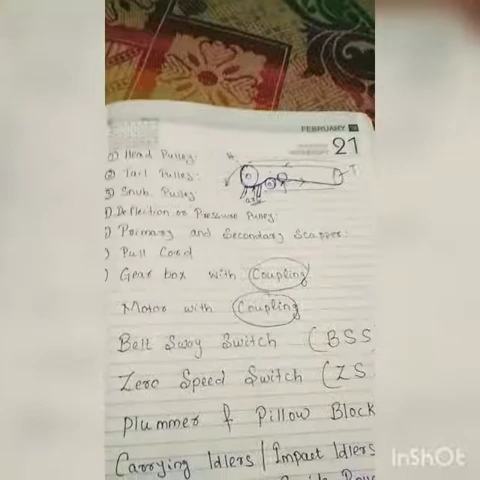 FEBRUARY
21
① Head Pulley:
② Tail Pulley:
③ Snub Pulley
) Deflection or Pressure Pulley:
) Primary and Secondary Scapper:
) Pull Cord
) Gear box with Coupling
Motor with Coupling
Belt Sway Switch (BSS
Zero Speed Switch (ZS
Plummer & Pillow Block
Carrying Idlers / Impact Idlers
InShOt